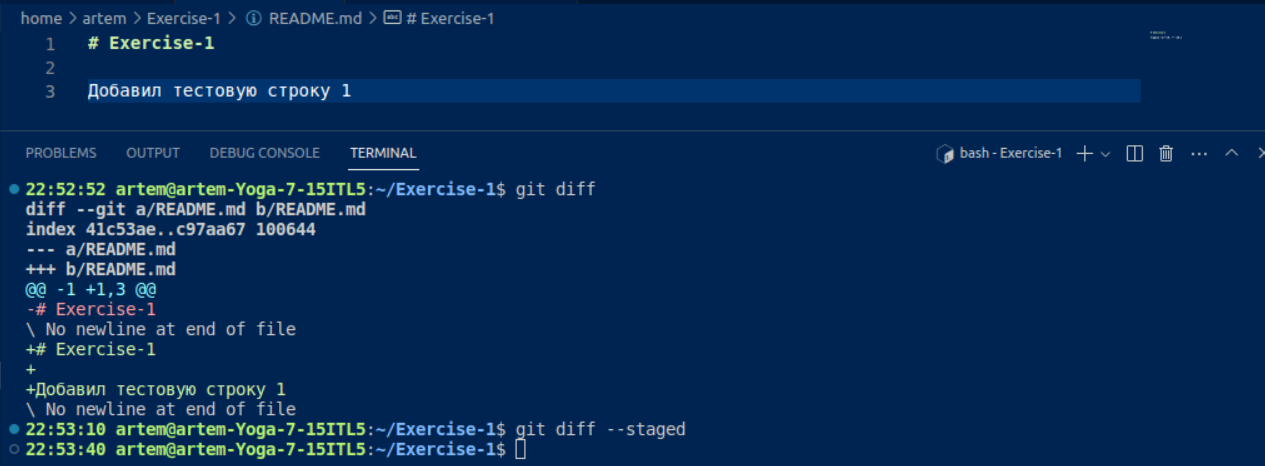 home > artem > Exercise-1 > README.md > # Exercise-1
1 # Exercise-1
2
3 Добавил тестовую строку 1
PROBLEMS OUTPUT DEBUG CONSOLE TERMINAL bash - Exercise-1
22:52:52 artem@artem-Yoga-7-15ITL5:~/Exercise-1$ git diff
diff --git a/README.md b/README.md
index 41c53ae..c97aa67 100644
--- a/README.md
+++ b/README.md
@@ -1 +1,3 @@
-# Exercise-1
\ No newline at end of file
+# Exercise-1
+
+Добавил тестовую строку 1
\ No newline at end of file
22:53:10 artem@artem-Yoga-7-15ITL5:~/Exercise-1$ git diff --staged
22:53:40 artem@artem-Yoga-7-15ITL5:~/Exercise-1$